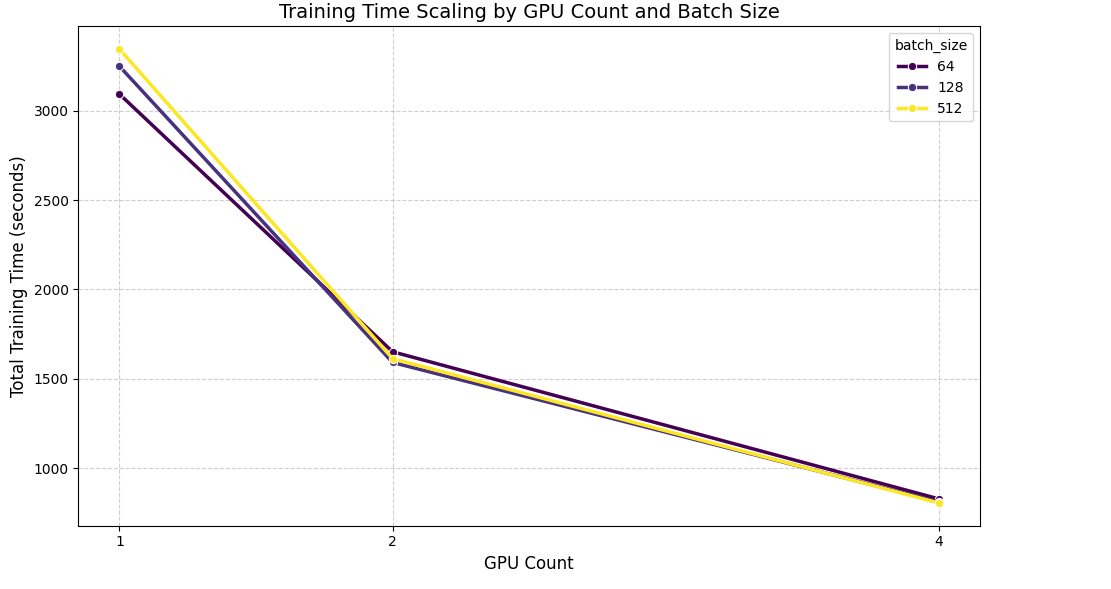 Training Time Scaling by GPU Count and Batch Size
batch_size
64
128
512
Total Training Time (seconds)
3000
2500
2000
1500
1000
1
2
4
GPU Count